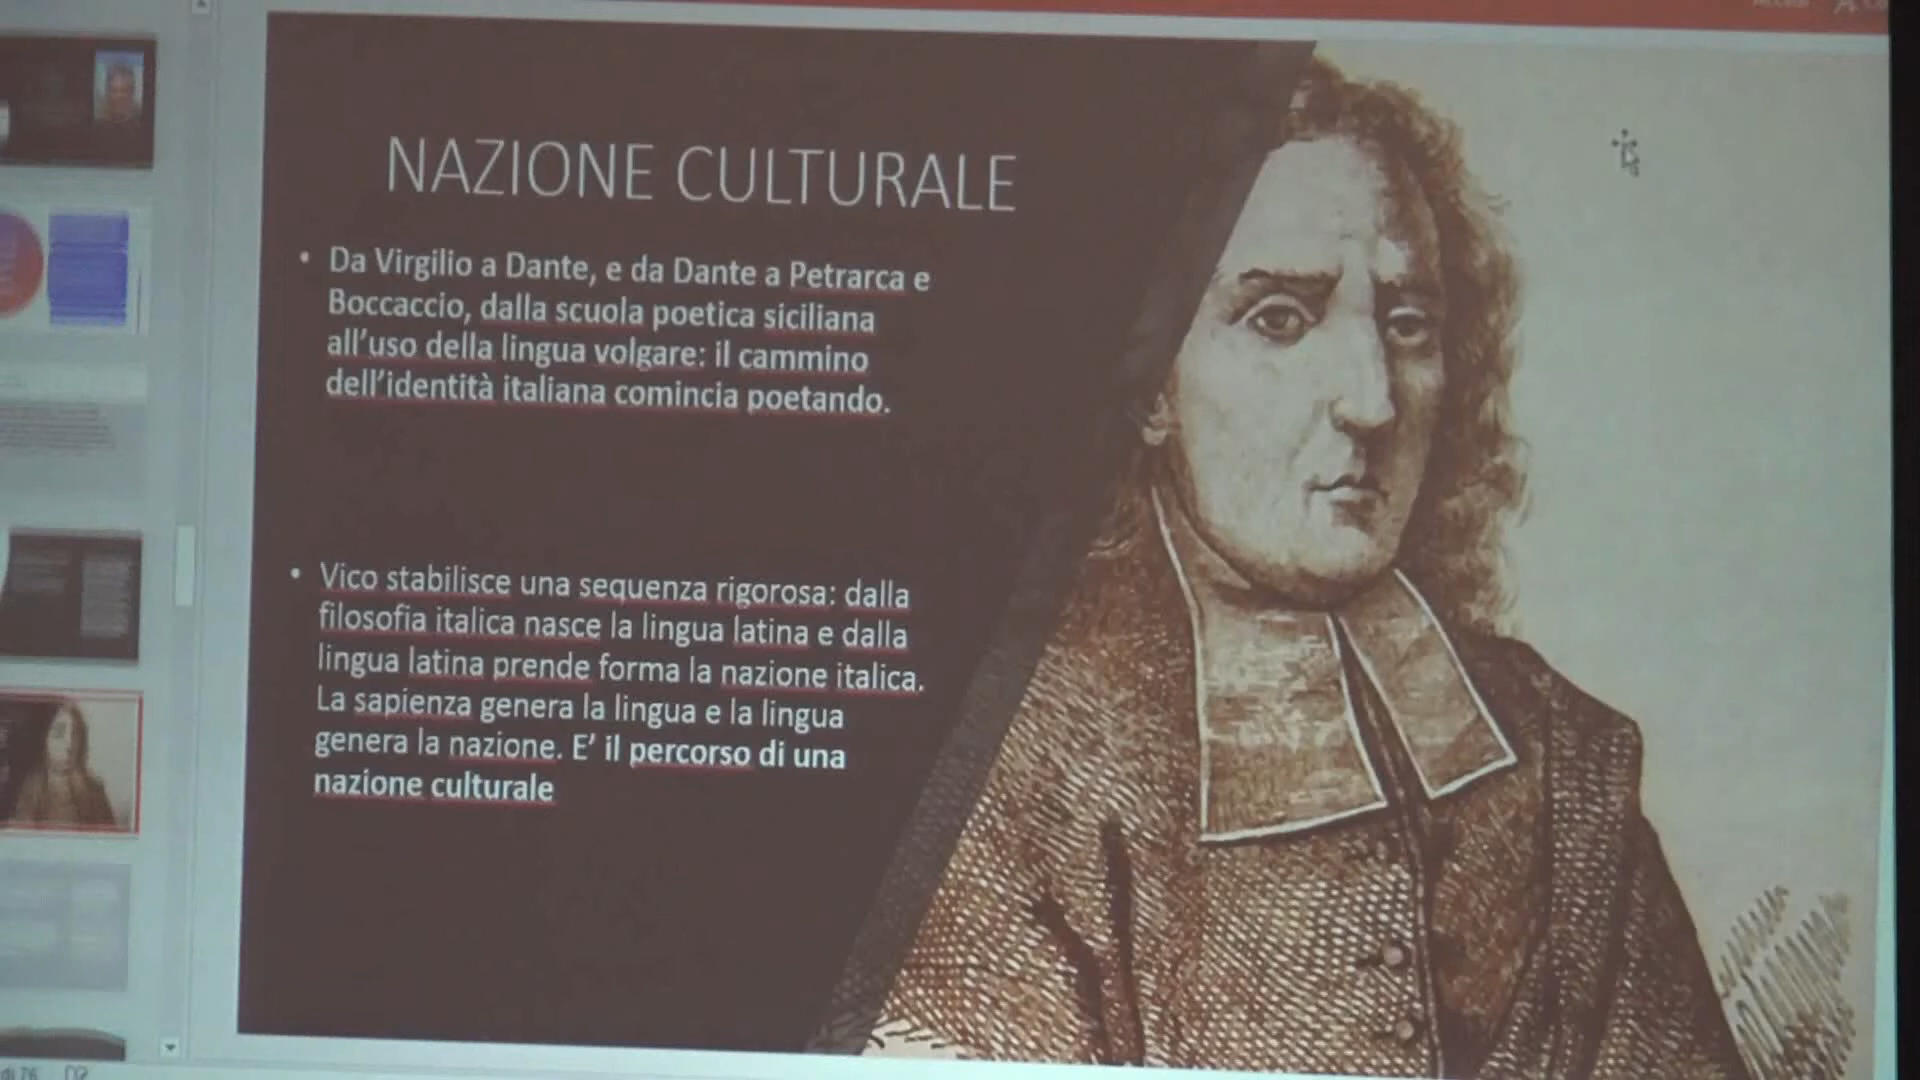 NAZIONE CULTURALE
• Da Virgilio a Dante, e da Dante a Petrarca e
Boccaccio, dalla scuola poetica siciliana
all'uso della lingua volgare: il cammino
dell'identità italiana comincia poetando.
• Vico stabilisce una sequenza rigorosa: dalla
filosofia italica nasce la lingua latina e dalla
lingua latina prende forma la nazione italica.
La sapienza genera la lingua e la lingua
genera la nazione. E' il percorso di una
nazione culturale